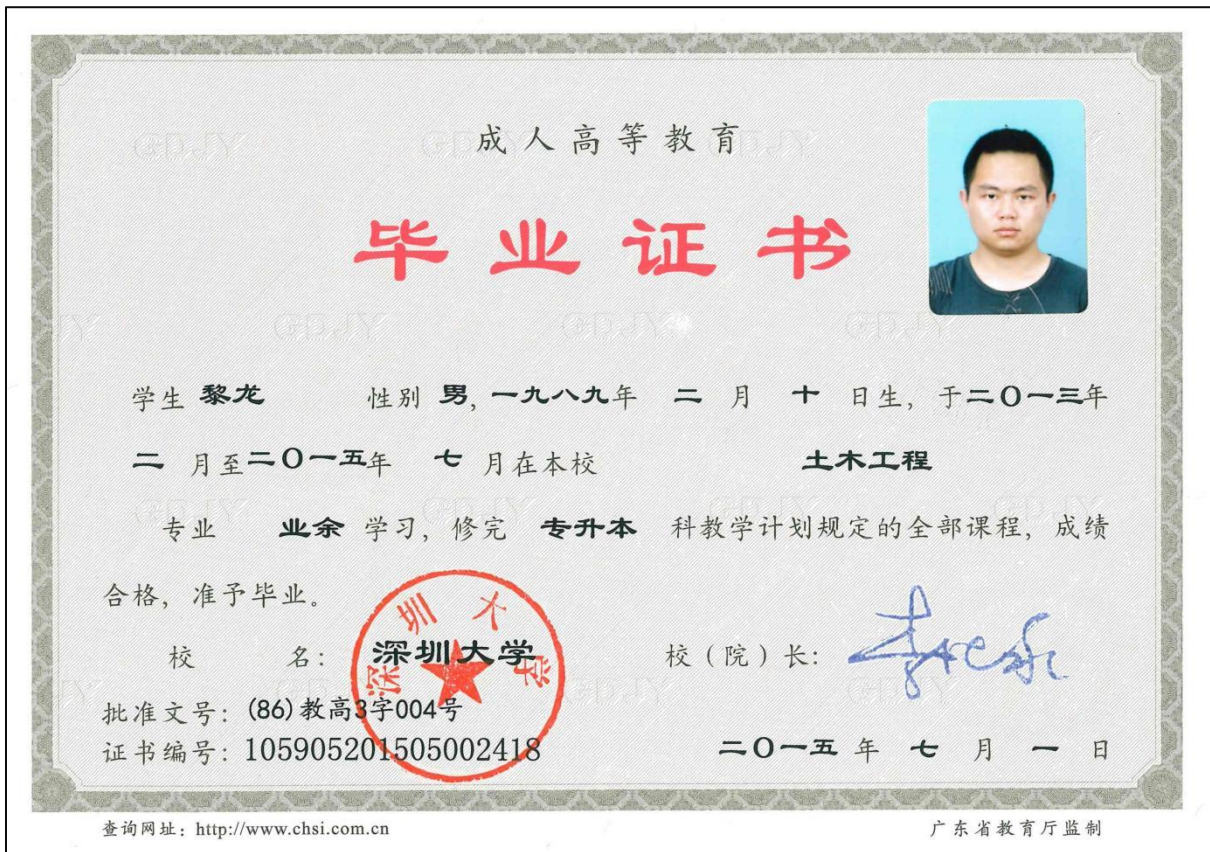 成人高等教育
毕业证书
学生 黎龙 性别 男, 一九八九年 二 月 十 日生, 于二〇一三年
二 月至二〇一五年 七 月在本校 土木工程
专业 业余 学习, 修完 专升本 科教学计划规定的全部课程, 成绩
合格, 准予毕业。
校 名: 深圳大学 校(院)长:
深圳大学
批准文号: (86)教高3字004号
证书编号: 105905201505002418 二〇一五 年 七 月 一 日
查询网址: http://www.chsi.com.cn 广东省教育厅监制
GDJY GDJY GDJY